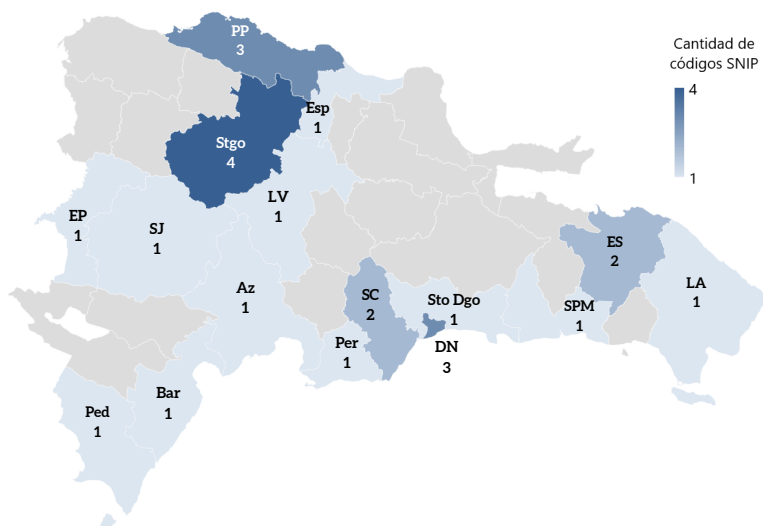 PP
3
Cantidad de
códigos SNIP
4
1
Esp
1
Stgo
4
LV
1
EP
1
SJ
1
ES
2
Az
1
SC
2
Sto Dgo
1
SPM
1
LA
1
Per
1
DN
3
Bar
1
Ped
1